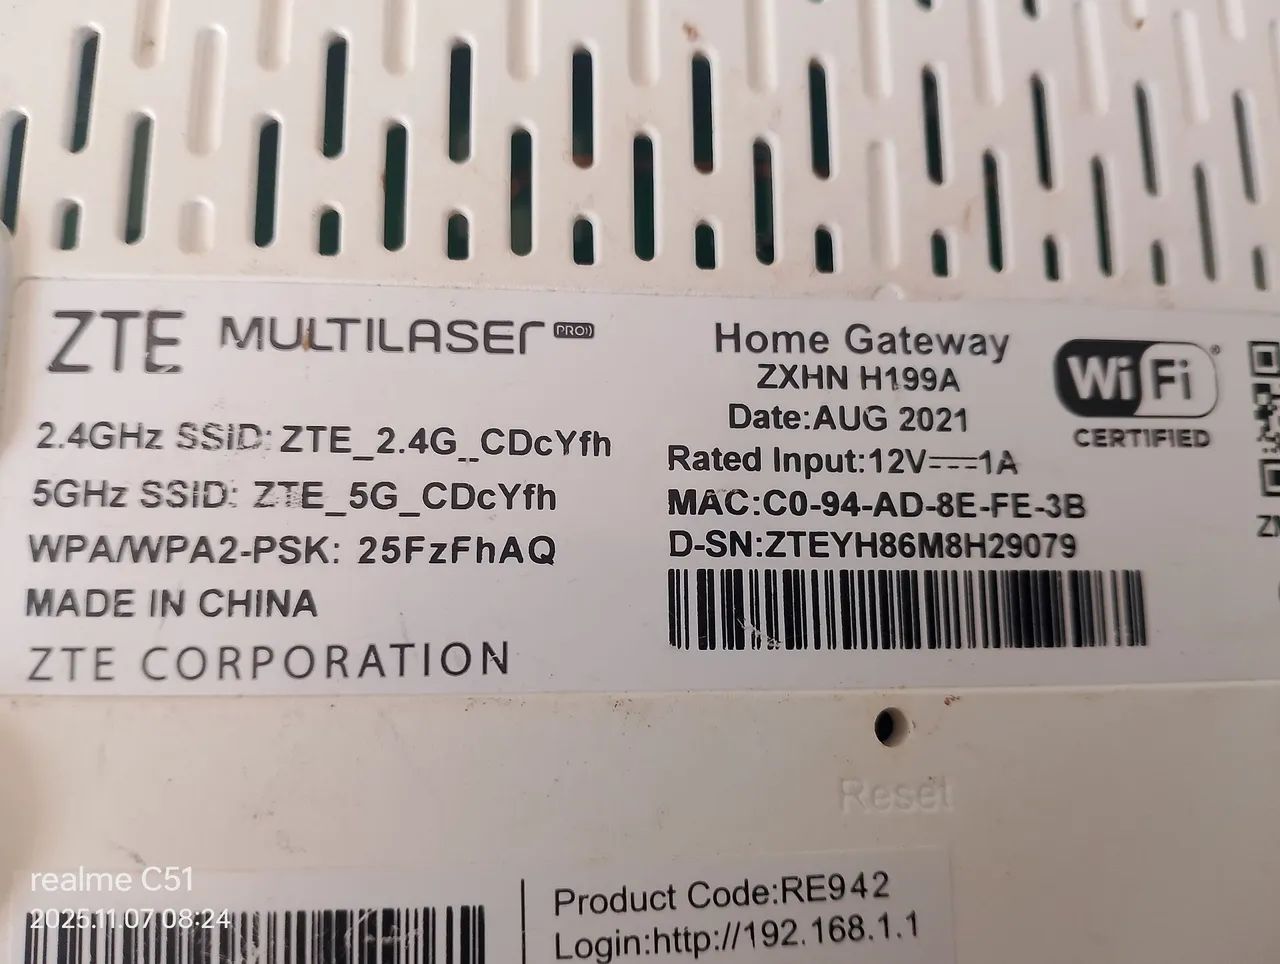 ZTE MULTILASER PRO
2.4GHz SSID: ZTE_2.4G_CDcYfh
5GHz SSID: ZTE_5G_CDcYfh
WPA/WPA2-PSK: 25FzFhAQ
MADE IN CHINA
ZTE CORPORATION
Home Gateway
ZXHN H199A
Date:AUG 2021
Rated Input:12V⎓1A
MAC:C0-94-AD-8E-FE-3B
D-SN:ZTEYH86M8H29079
WiFi®
CERTIFIED
Reset
Product Code:RE942
Login:http://192.168.1.1
realme C51
2025.11.07 08:24